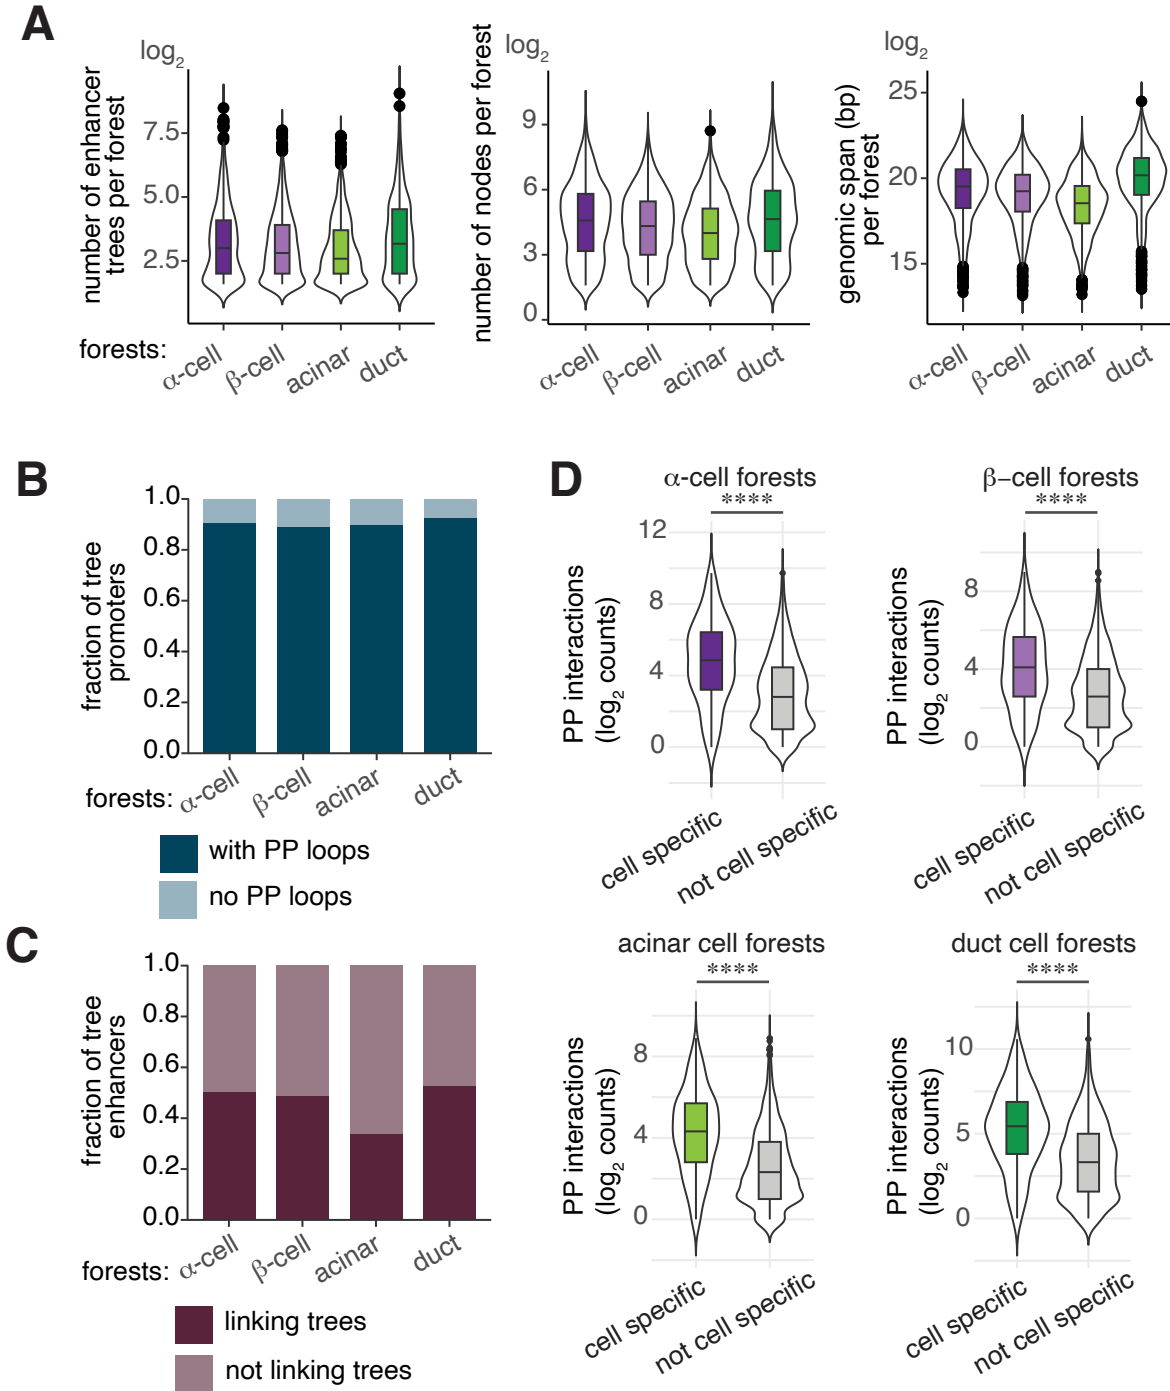 A
log2
number of enhancer
trees per forest
7.5
5.0
2.5
forests:
α-cell
β-cell
acinar
duct
log2
number of nodes per forest
9
6
3
0
α-cell
β-cell
acinar
duct
log2
genomic span (bp)
per forest
25
20
15
α-cell
β-cell
acinar
duct
B
fraction of tree
promoters
1.0
0.8
0.6
0.4
0.2
0.0
forests:
α-cell
β-cell
acinar
duct
with PP loops
no PP loops
C
fraction of tree
enhancers
1.0
0.8
0.6
0.4
0.2
0.0
forests:
α-cell
β-cell
acinar
duct
linking trees
not linking trees
D
α-cell forests
****
PP interactions
(log2 counts)
12
8
4
0
cell specific
not cell specific
β–cell forests
****
PP interactions
(log2 counts)
8
4
0
cell specific
not cell specific
acinar cell forests
****
PP interactions
(log2 counts)
8
4
0
cell specific
not cell specific
duct cell forests
****
PP interactions
(log2 counts)
10
5
0
cell specific
not cell specific